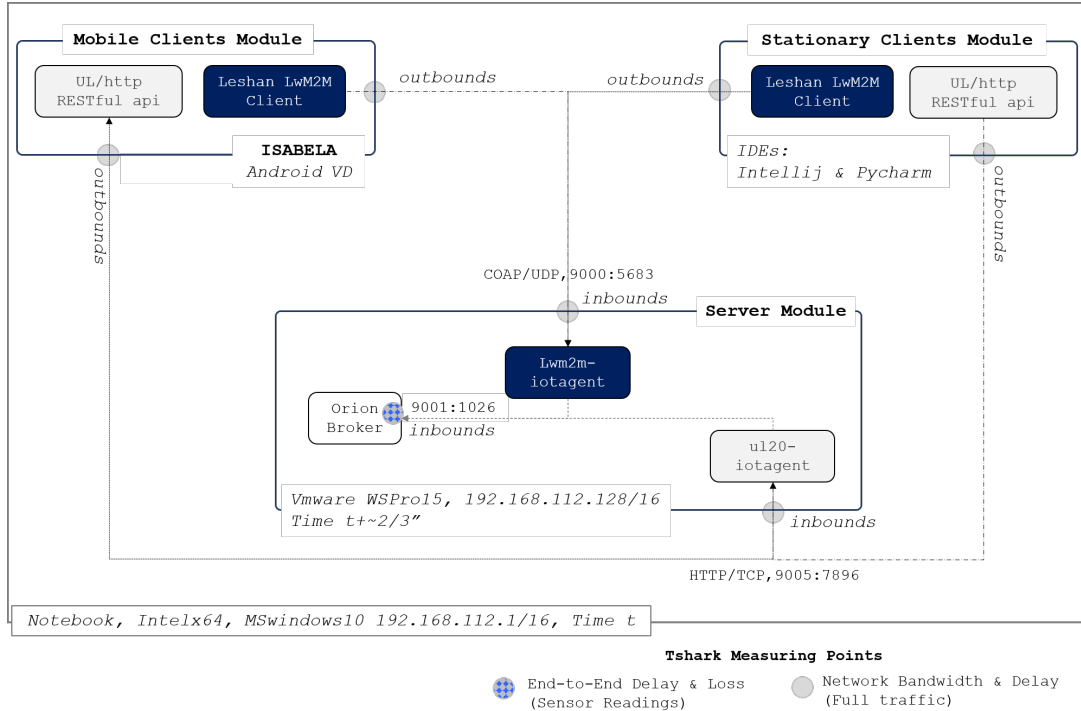 Mobile Clients Module
UL/http
RESTful api
Leshan LwM2M
Client
outbounds
ISABELA
Android VD
outbounds
Stationary Clients Module
outbounds
Leshan LwM2M
Client
UL/http
RESTful api
IDEs:
Intellij & Pycharm
outbounds
COAP/UDP,9000:5683
inbounds
Server Module
Lwm2m-
iotagent
Orion
Broker
9001:1026
inbounds
ul20-
iotagent
Vmware WSPro15, 192.168.112.128/16
Time t+~2/3”
inbounds
HTTP/TCP,9005:7896
Notebook, Intelx64, MSwindows10 192.168.112.1/16, Time t
Tshark Measuring Points
End-to-End Delay & Loss
(Sensor Readings)
Network Bandwidth & Delay
(Full traffic)